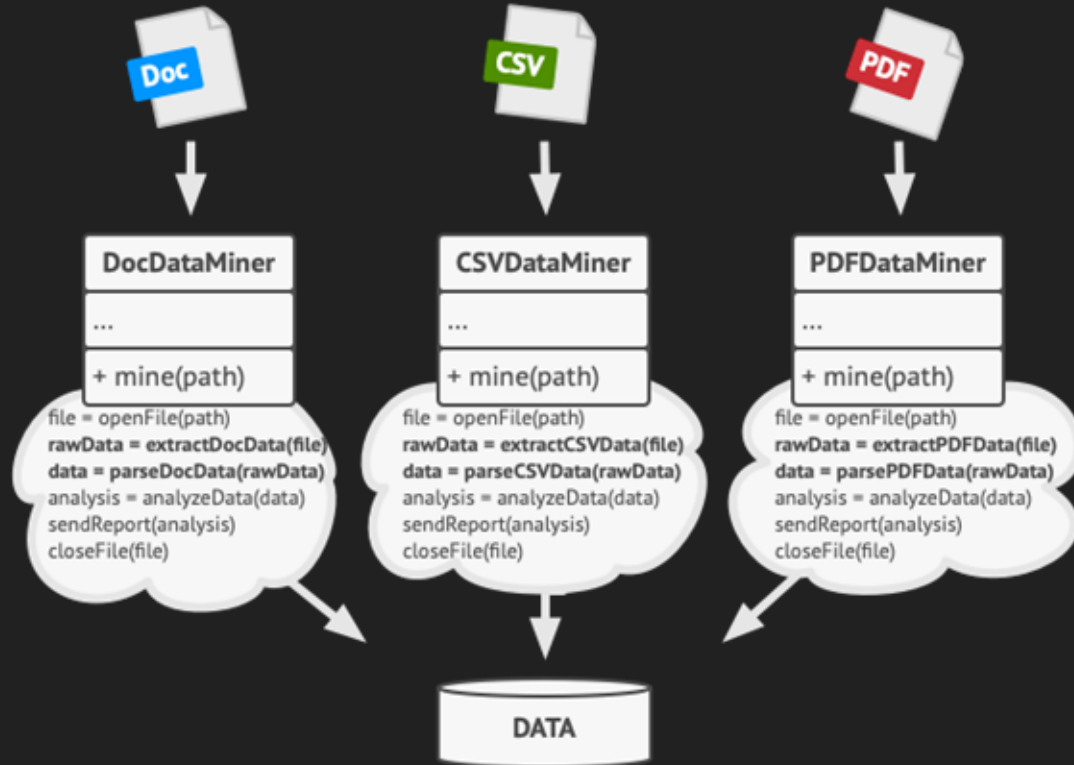 Doc
CSV
PDF
DocDataMiner
...
+ mine(path)
file = openFile(path)
rawData = extractDocData(file)
data = parseDocData(rawData)
analysis = analyzeData(data)
sendReport(analysis)
closeFile(file)
CSVDataMiner
...
+ mine(path)
file = openFile(path)
rawData = extractCSVData(file)
data = parseCSVData(rawData)
analysis = analyzeData(data)
sendReport(analysis)
closeFile(file)
PDFDataMiner
...
+ mine(path)
file = openFile(path)
rawData = extractPDFData(file)
data = parsePDFData(rawData)
analysis = analyzeData(data)
sendReport(analysis)
closeFile(file)
DATA